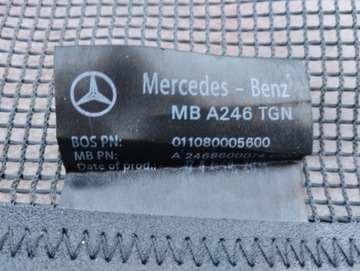 Mercedes - Benz
MB A246 TGN
BOS PN: 011080005600
MB PN:
Date of prod.: